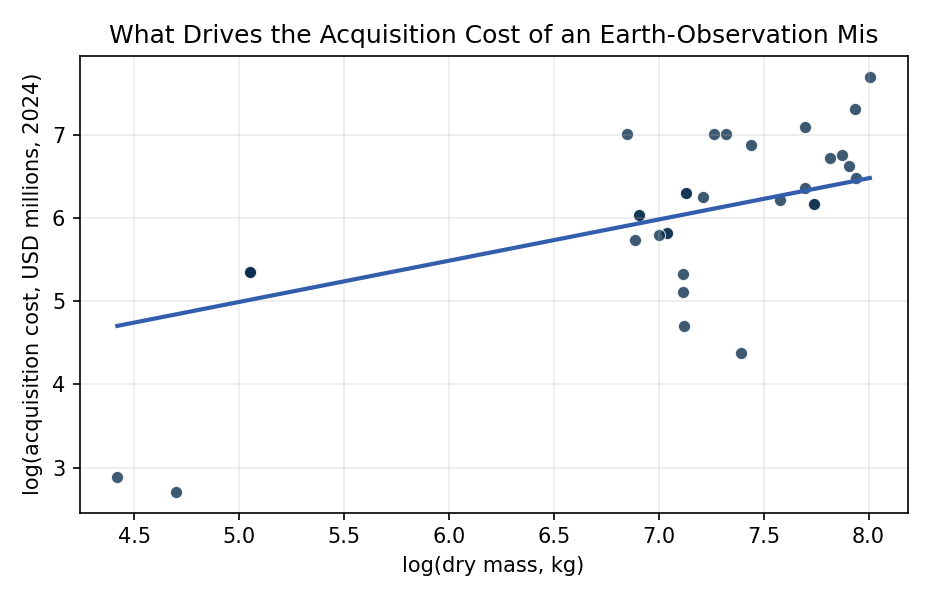 What Drives the Acquisition Cost of an Earth-Observation Mis
log(acquisition cost, USD millions, 2024)
7
6
5
4
3
4.5 5.0 5.5 6.0 6.5 7.0 7.5 8.0
log(dry mass, kg)